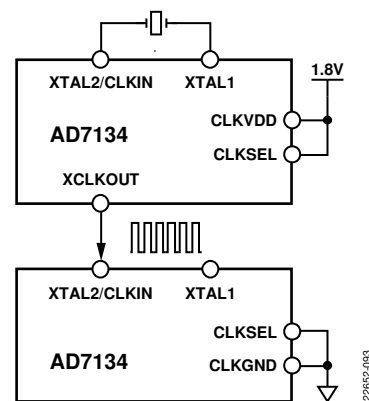 XTAL2/CLKIN XTAL1
1.8V
CLKVDD
AD7134
CLKSEL
XCLKOUT
XTAL2/CLKIN XTAL1
CLKSEL
AD7134
CLKGND
22652-093